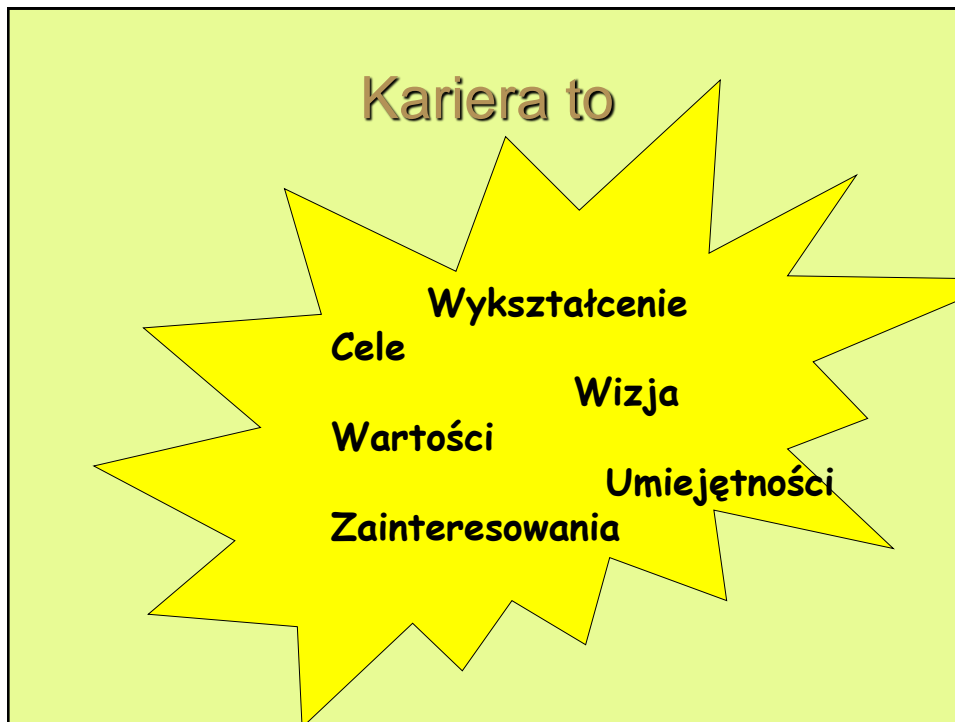 Kariera to
Wykształcenie
Cele
Wizja
Wartości
Umiejętności
Zainteresowania